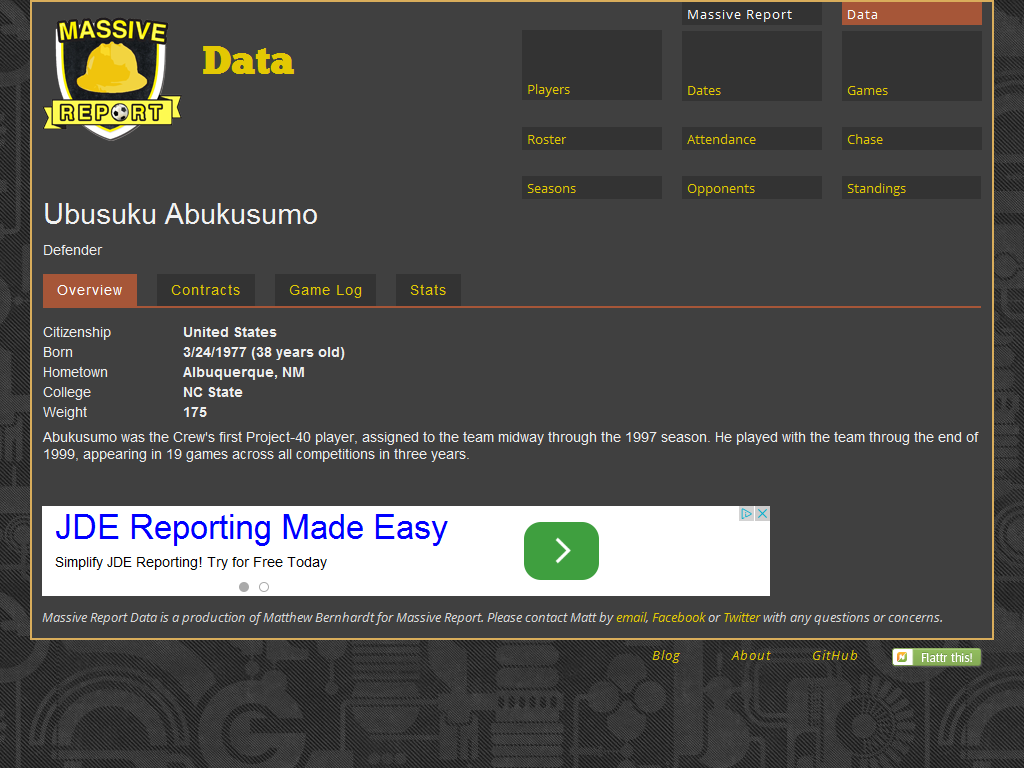 MASSIVE
REPORT
Data
Massive Report
Data
Players
Dates
Games
Roster
Attendance
Chase
Seasons
Opponents
Standings
Ubusuku Abukusumo
Defender
Overview
Contracts
Game Log
Stats
Citizenship United States
Born 3/24/1977 (38 years old)
Hometown Albuquerque, NM
College NC State
Weight 175
Abukusumo was the Crew's first Project-40 player, assigned to the team midway through the 1997 season. He played with the team throug the end of
1999, appearing in 19 games across all competitions in three years.
JDE Reporting Made Easy
Simplify JDE Reporting! Try for Free Today
Massive Report Data is a production of Matthew Bernhardt for Massive Report. Please contact Matt by email, Facebook or Twitter with any questions or concerns.
Blog
About
GitHub
Flattr this!